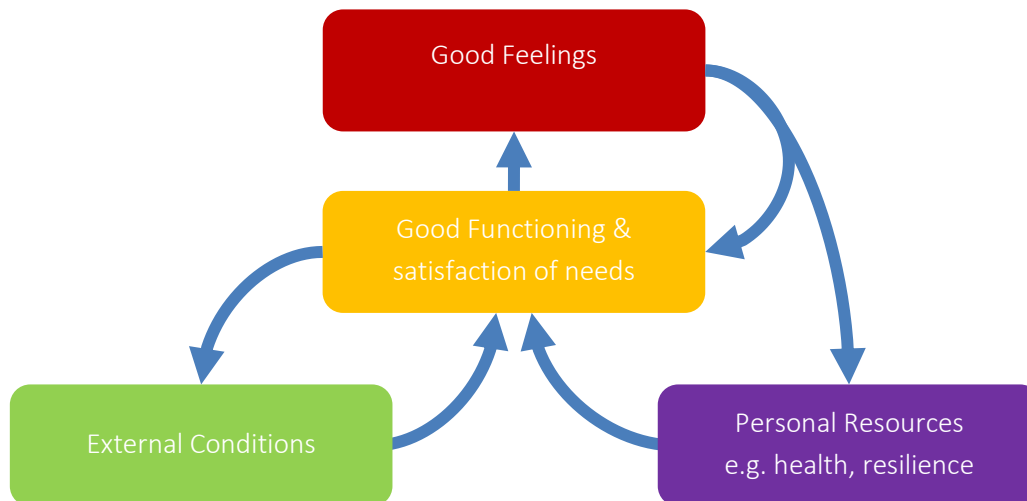 Good Feelings
Good Functioning &
satisfaction of needs
External Conditions
Personal Resources
e.g. health, resilience